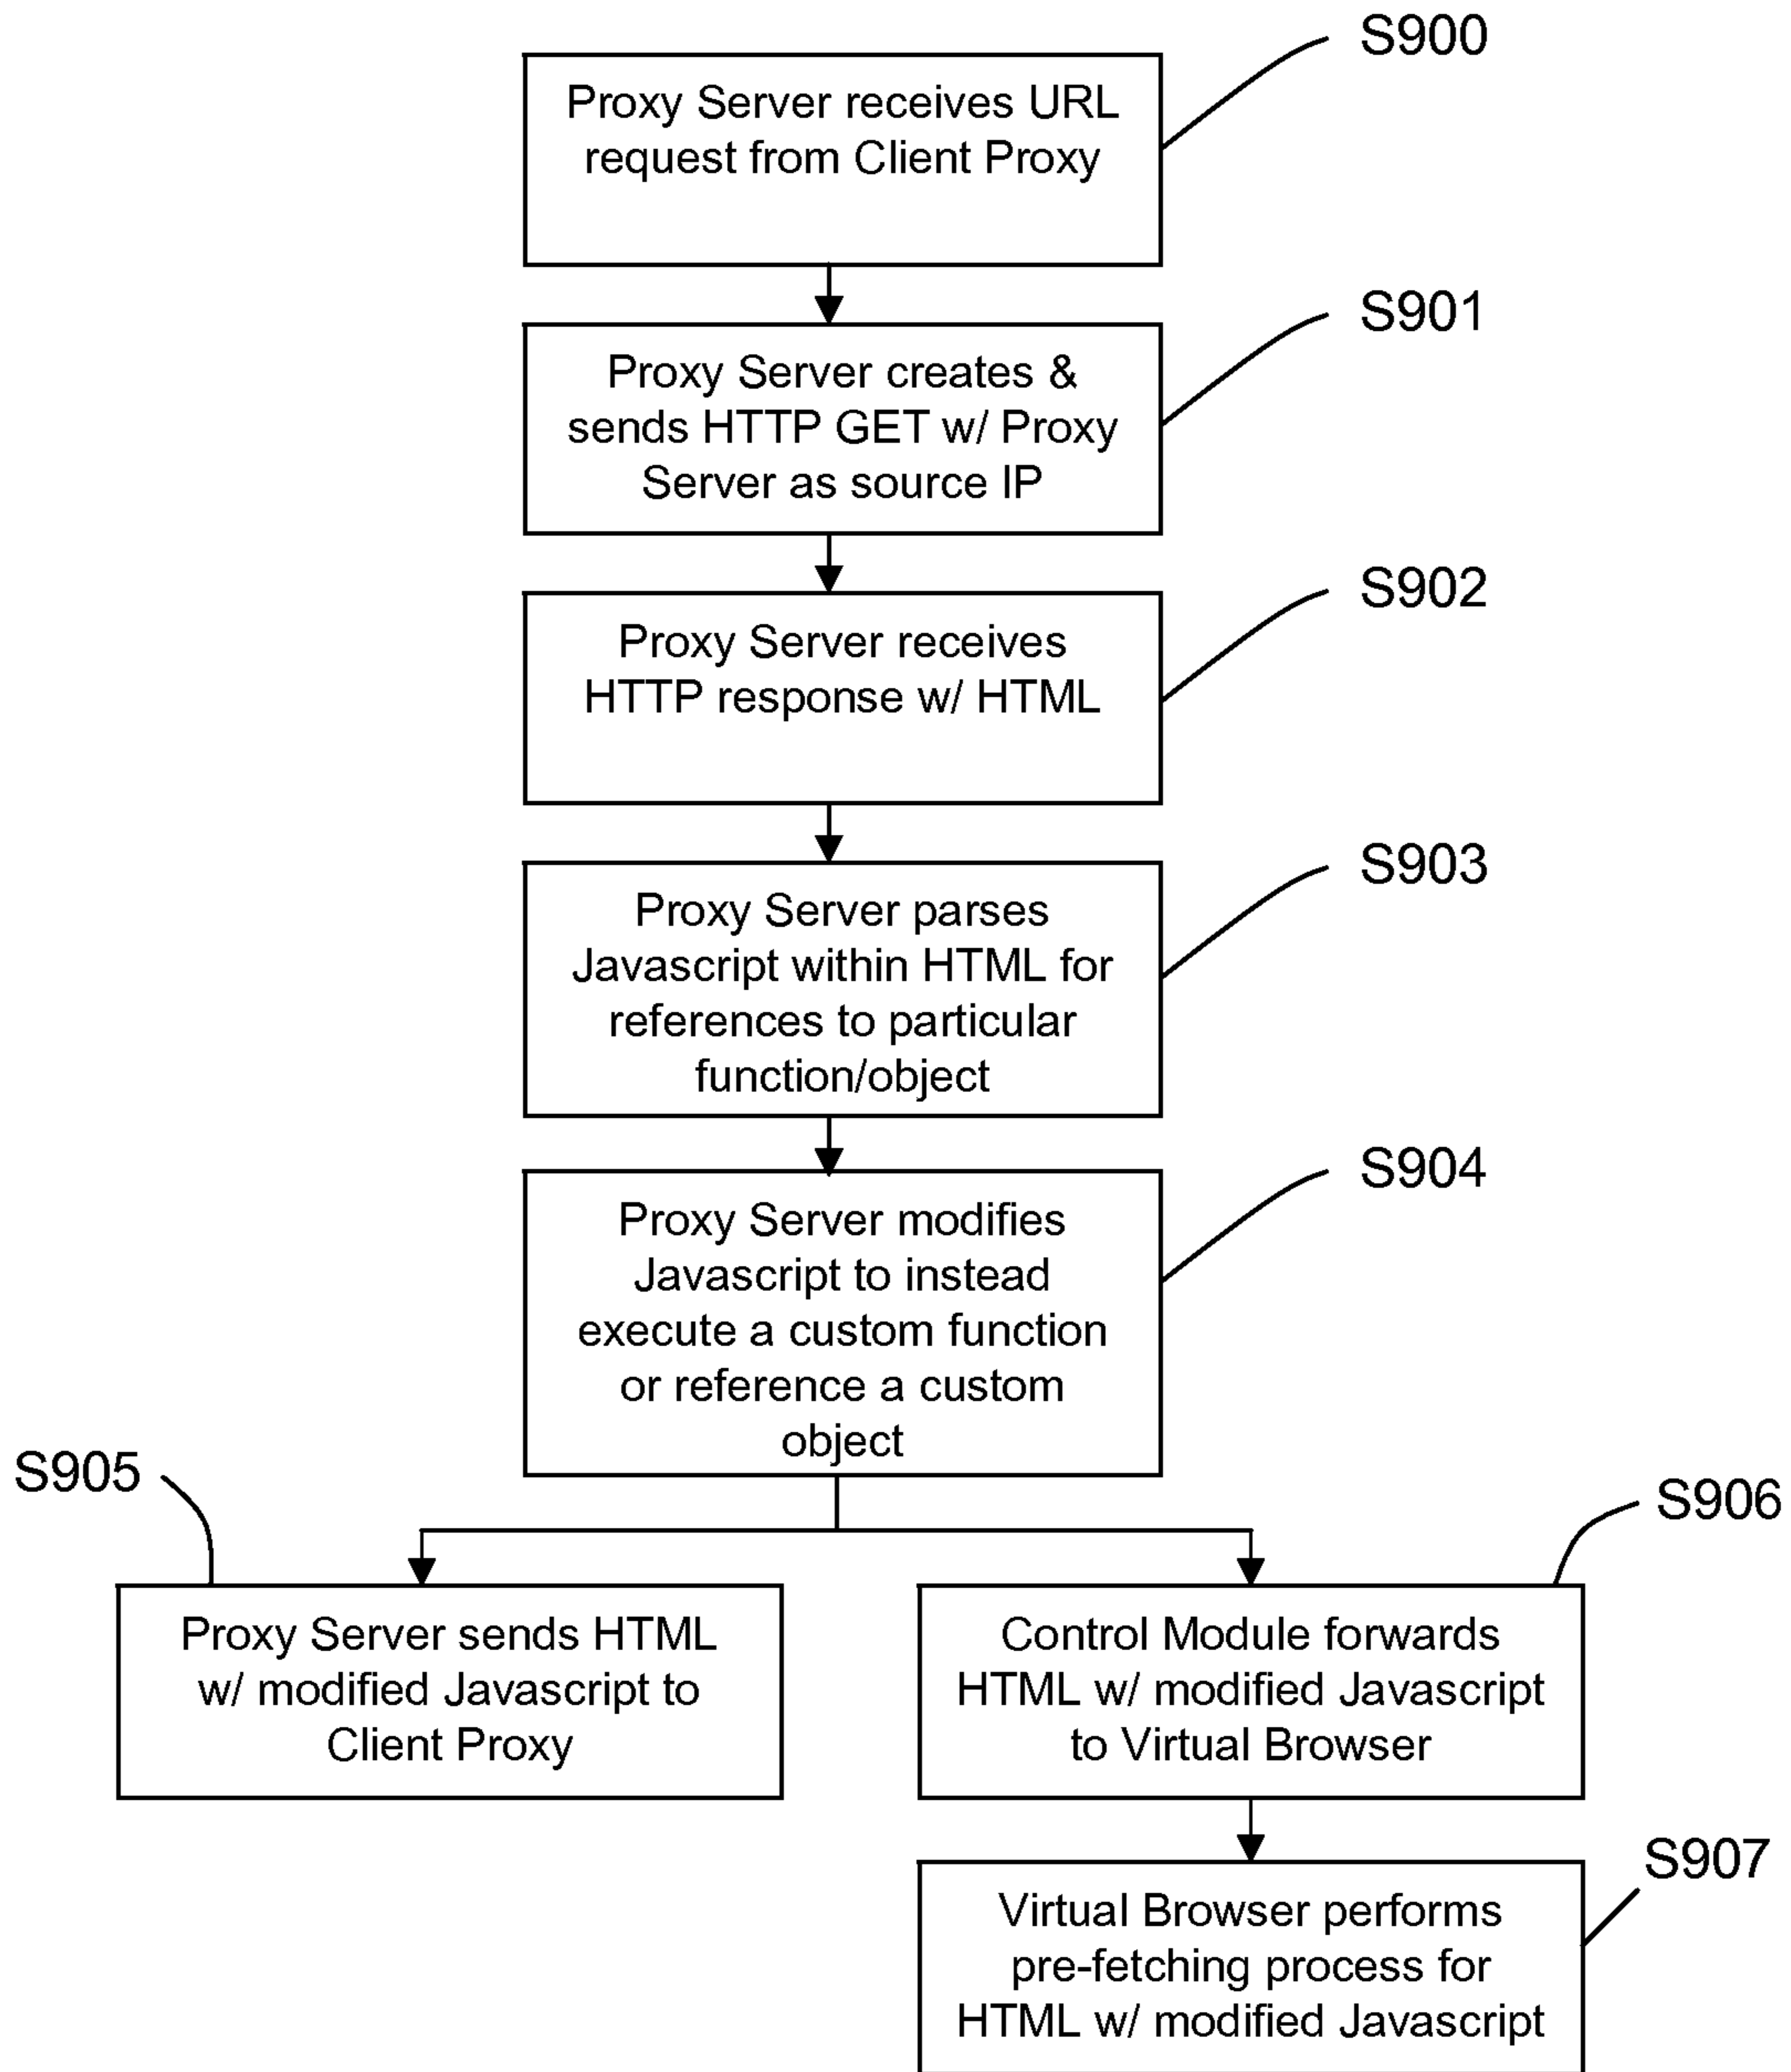 S900
Proxy Server receives URL
request from Client Proxy
S901
Proxy Server creates &
sends HTTP GET w/ Proxy
Server as source IP
S902
Proxy Server receives
HTTP response w/ HTML
S903
Proxy Server parses
Javascript within HTML for
references to particular
function/object
S904
Proxy Server modifies
Javascript to instead
execute a custom function
or reference a custom
object
S905
Proxy Server sends HTML
w/ modified Javascript to
Client Proxy
S906
Control Module forwards
HTML w/ modified Javascript
to Virtual Browser
S907
Virtual Browser performs
pre-fetching process for
HTML w/ modified Javascript